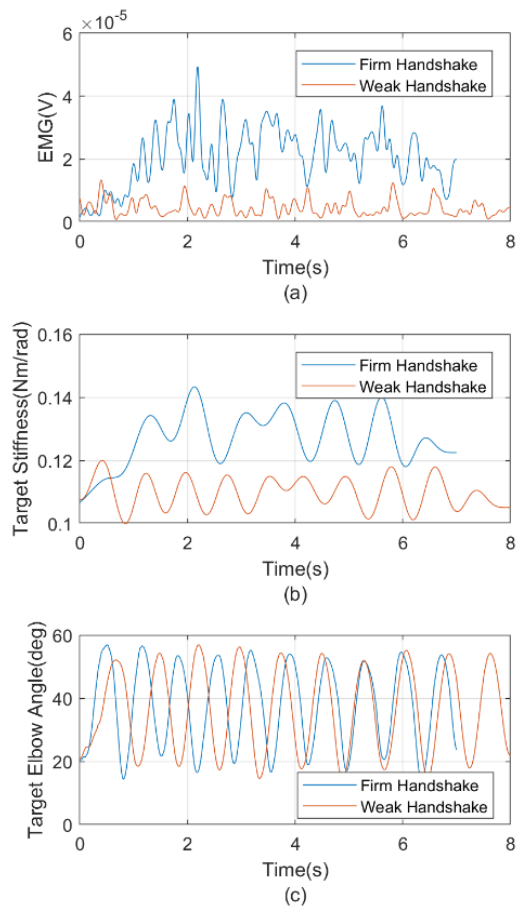 × 10^-5
6
4
2
0
EMG(V)
Firm Handshake
Weak Handshake
0 2 4 6 8
Time(s)
(a)
0.16
0.14
0.12
0.1
Target Stiffness(Nm/rad)
Firm Handshake
Weak Handshake
0 2 4 6 8
Time(s)
(b)
60
40
20
0
Target Elbow Angle(deg)
Firm Handshake
Weak Handshake
0 2 4 6 8
Time(s)
(c)